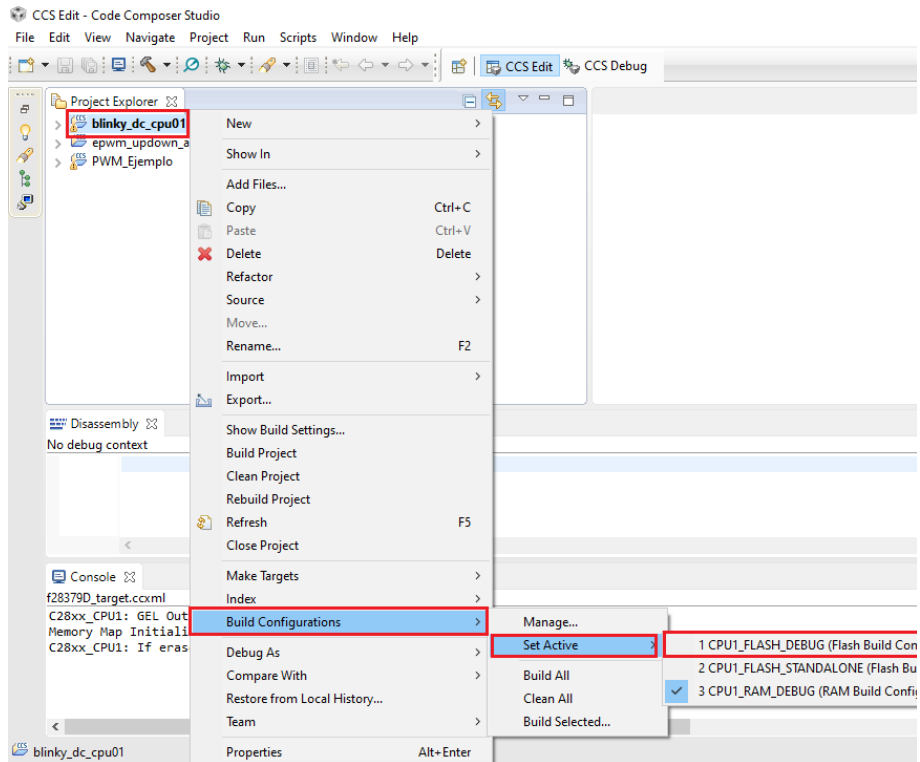 CCS Edit - Code Composer Studio
File Edit View Navigate Project Run Scripts Window Help
CCS Edit CCS Debug
Project Explorer
blinky_dc_cpu01
epwm_updown_a
PWM_Ejemplo
New
Show In
Add Files...
Copy Ctrl+C
Paste Ctrl+V
Delete Delete
Refactor
Source
Move...
Rename... F2
Import
Export...
Show Build Settings...
Build Project
Clean Project
Rebuild Project
Refresh F5
Close Project
Make Targets
Index
Build Configurations
Debug As
Compare With
Restore from Local History...
Team
Properties Alt+Enter
Manage...
Set Active
Build All
Clean All
Build Selected...
1 CPU1_FLASH_DEBUG (Flash Build Con
2 CPU1_FLASH_STANDALONE (Flash Bu
3 CPU1_RAM_DEBUG (RAM Build Config
Disassembly
No debug context
Console
f28379D_target.ccxml
C28xx_CPU1: GEL Out
Memory Map Initiali
C28xx_CPU1: If eras
blinky_dc_cpu01